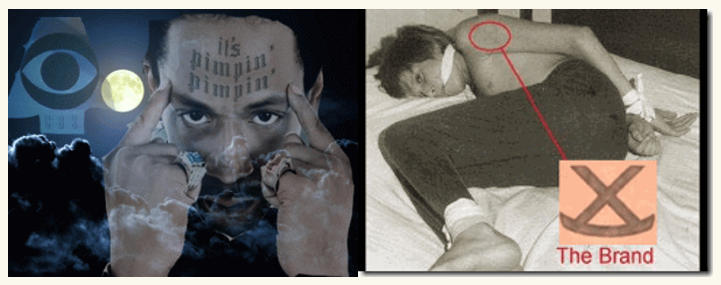 it's
pimpin'
pimpin'
The Brand